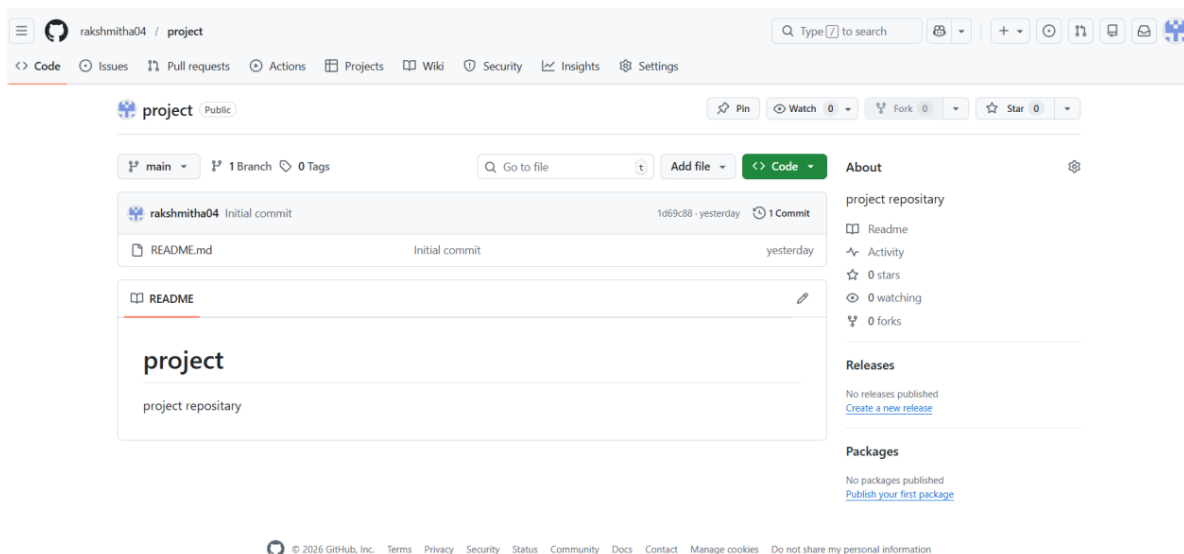 rakshmitha04 / project
Type / to search
Code Issues Pull requests Actions Projects Wiki Security Insights Settings
project Public
Pin Watch 0 Fork 0 Star 0
main 1 Branch 0 Tags Go to file t Add file Code
rakshmitha04 Initial commit 1d69c88 · yesterday 1 Commit
README.md Initial commit yesterday
README
project
project repositary
About
project repositary
Readme
Activity
0 stars
0 watching
0 forks
Releases
No releases published
Create a new release
Packages
No packages published
Publish your first package
© 2026 GitHub, Inc. Terms Privacy Security Status Community Docs Contact Manage cookies Do not share my personal information